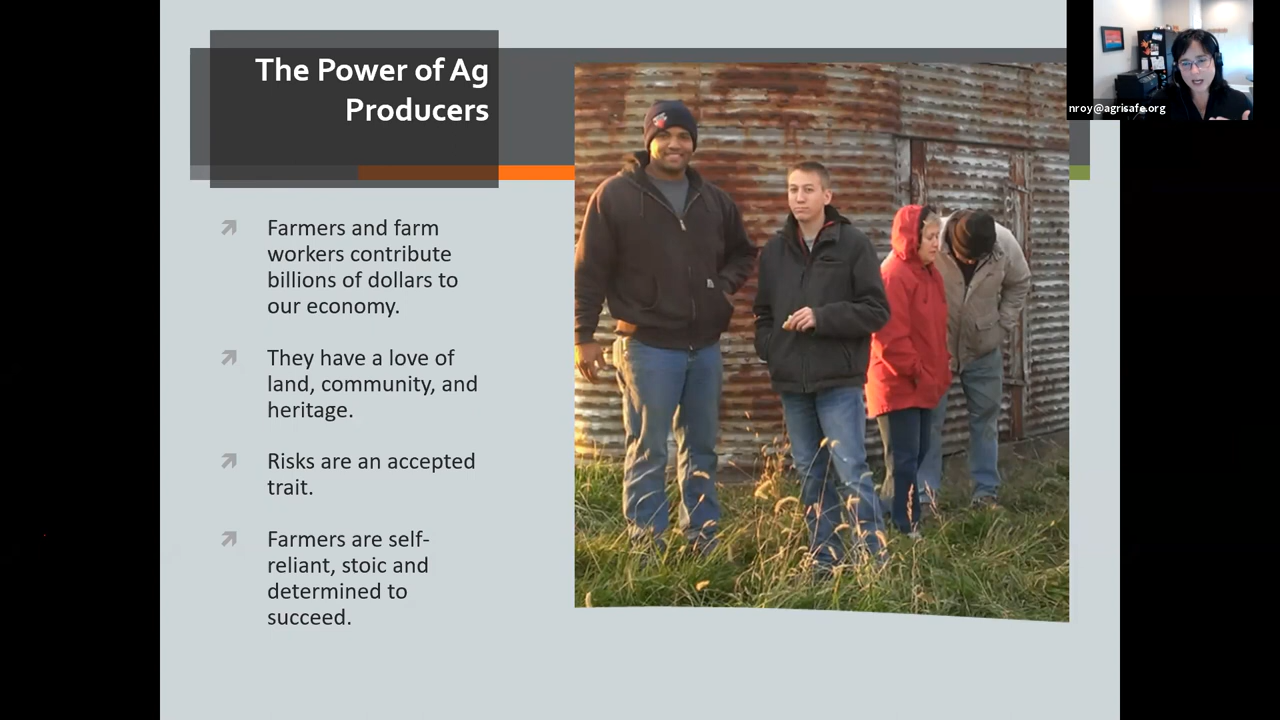 The Power of Ag
Producers
nroy@agrisafe.org
Farmers and farm
workers contribute
billions of dollars to
our economy.
They have a love of
land, community, and
heritage.
Risks are an accepted
trait.
Farmers are self-
reliant, stoic and
determined to
succeed.